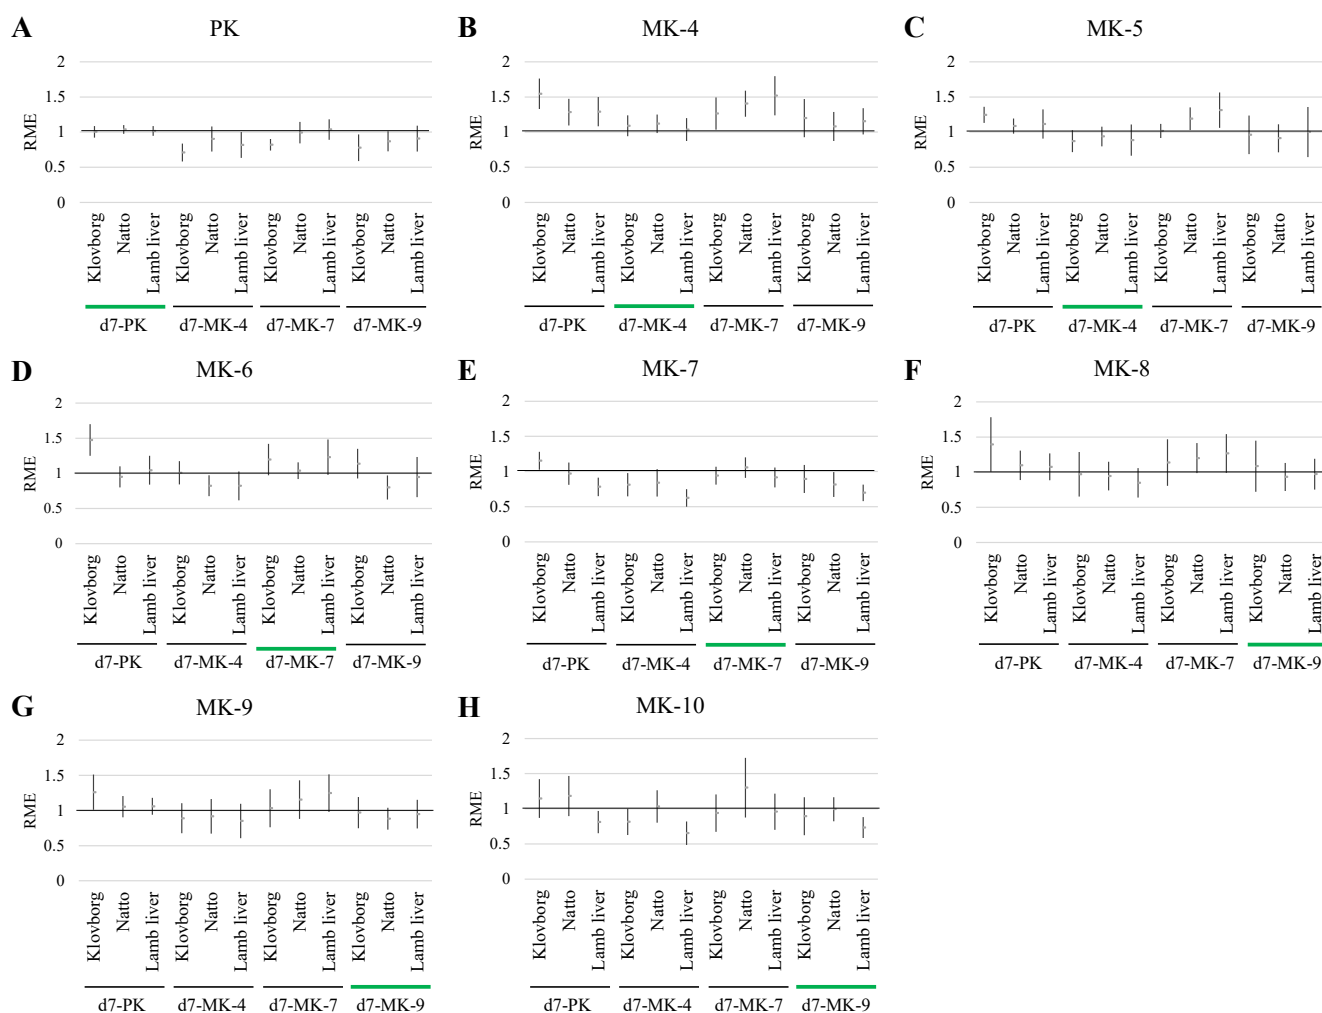 A PK
2
1.5
1
0.5
0
RME
Klovborg Natto Lamb liver Klovborg Natto Lamb liver Klovborg Natto Lamb liver Klovborg Natto Lamb liver
d7-PK d7-MK-4 d7-MK-7 d7-MK-9
B MK-4
2
1.5
1
0.5
0
RME
Klovborg Natto Lamb liver Klovborg Natto Lamb liver Klovborg Natto Lamb liver Klovborg Natto Lamb liver
d7-PK d7-MK-4 d7-MK-7 d7-MK-9
C MK-5
2
1.5
1
0.5
0
RME
Klovborg Natto Lamb liver Klovborg Natto Lamb liver Klovborg Natto Lamb liver Klovborg Natto Lamb liver
d7-PK d7-MK-4 d7-MK-7 d7-MK-9
D MK-6
2
1.5
1
0.5
0
RME
Klovborg Natto Lamb liver Klovborg Natto Lamb liver Klovborg Natto Lamb liver Klovborg Natto Lamb liver
d7-PK d7-MK-4 d7-MK-7 d7-MK-9
E MK-7
2
1.5
1
0.5
0
RME
Klovborg Natto Lamb liver Klovborg Natto Lamb liver Klovborg Natto Lamb liver Klovborg Natto Lamb liver
d7-PK d7-MK-4 d7-MK-7 d7-MK-9
F MK-8
2
1.5
1
0.5
0
RME
Klovborg Natto Lamb liver Klovborg Natto Lamb liver Klovborg Natto Lamb liver Klovborg Natto Lamb liver
d7-PK d7-MK-4 d7-MK-7 d7-MK-9
G MK-9
2
1.5
1
0.5
0
RME
Klovborg Natto Lamb liver Klovborg Natto Lamb liver Klovborg Natto Lamb liver Klovborg Natto Lamb liver
d7-PK d7-MK-4 d7-MK-7 d7-MK-9
H MK-10
2
1.5
1
0.5
0
RME
Klovborg Natto Lamb liver Klovborg Natto Lamb liver Klovborg Natto Lamb liver Klovborg Natto Lamb liver
d7-PK d7-MK-4 d7-MK-7 d7-MK-9